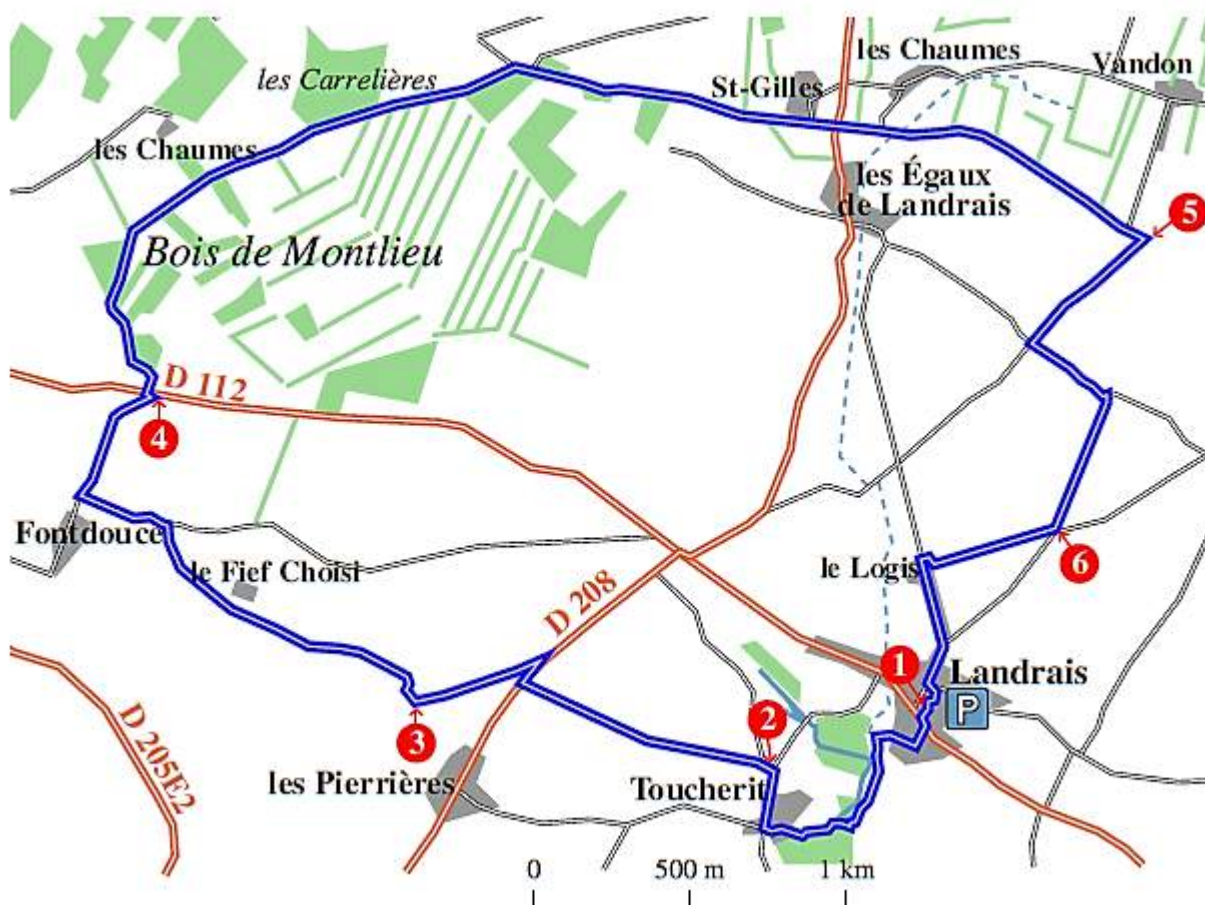 les Carrelières
les Chaumes
Vandon
St-Gilles
les Chaumes
les Égaux
de Landrais
5
Bois de Montlieu
D 112
4
Fontdouce
le Fief Choisi
le Logis
6
D 208
1
Landrais
P
2
3
D 205E2
les Pierrières
Toucherit
0
500 m
1 km